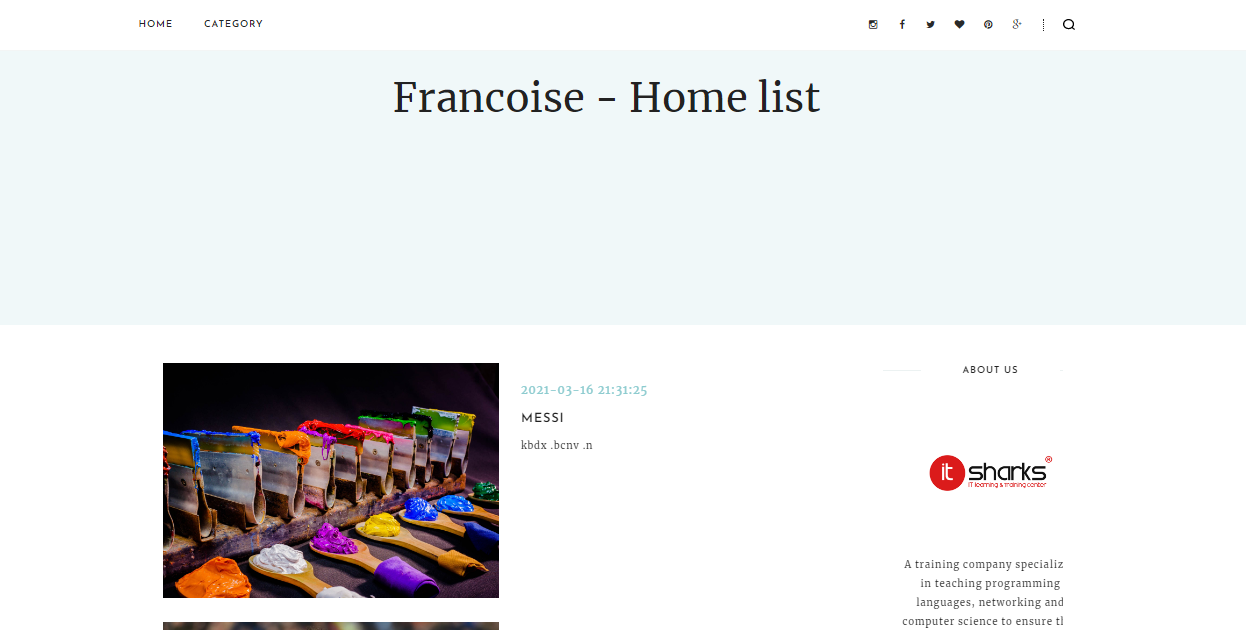 HOME CATEGORY
Francoise - Home list
2021-03-16 21:31:25
MESSI
kbdx .bcnv .n
ABOUT US
it sharks®
IT learning & training center
A training company specializ
in teaching programming
languages, networking and
computer science to ensure tl